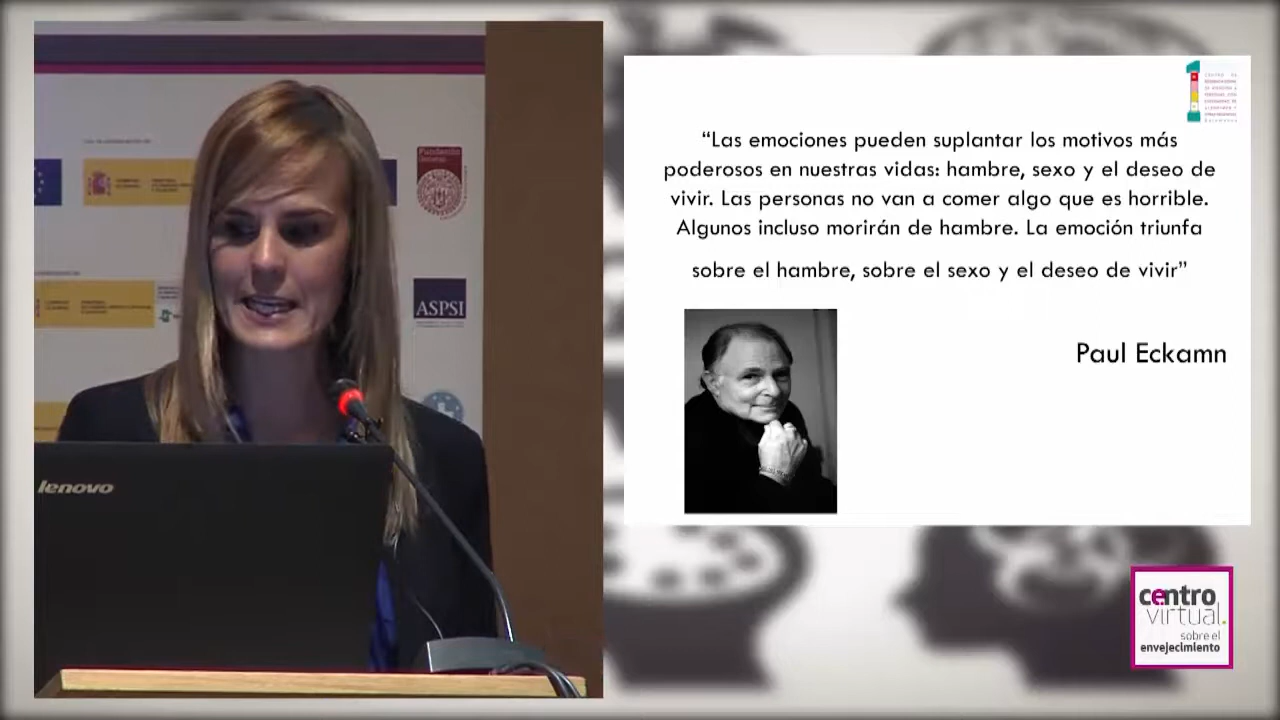 Fundación
General
ASPSI
lenovo
“Las emociones pueden suplantar los motivos más
poderosos en nuestras vidas: hambre, sexo y el deseo de
vivir. Las personas no van a comer algo que es horrible.
Algunos incluso morirán de hambre. La emoción triunfa
sobre el hambre, sobre el sexo y el deseo de vivir”
Paul Eckamn
centro
virtual.
sobre el
envejecimiento